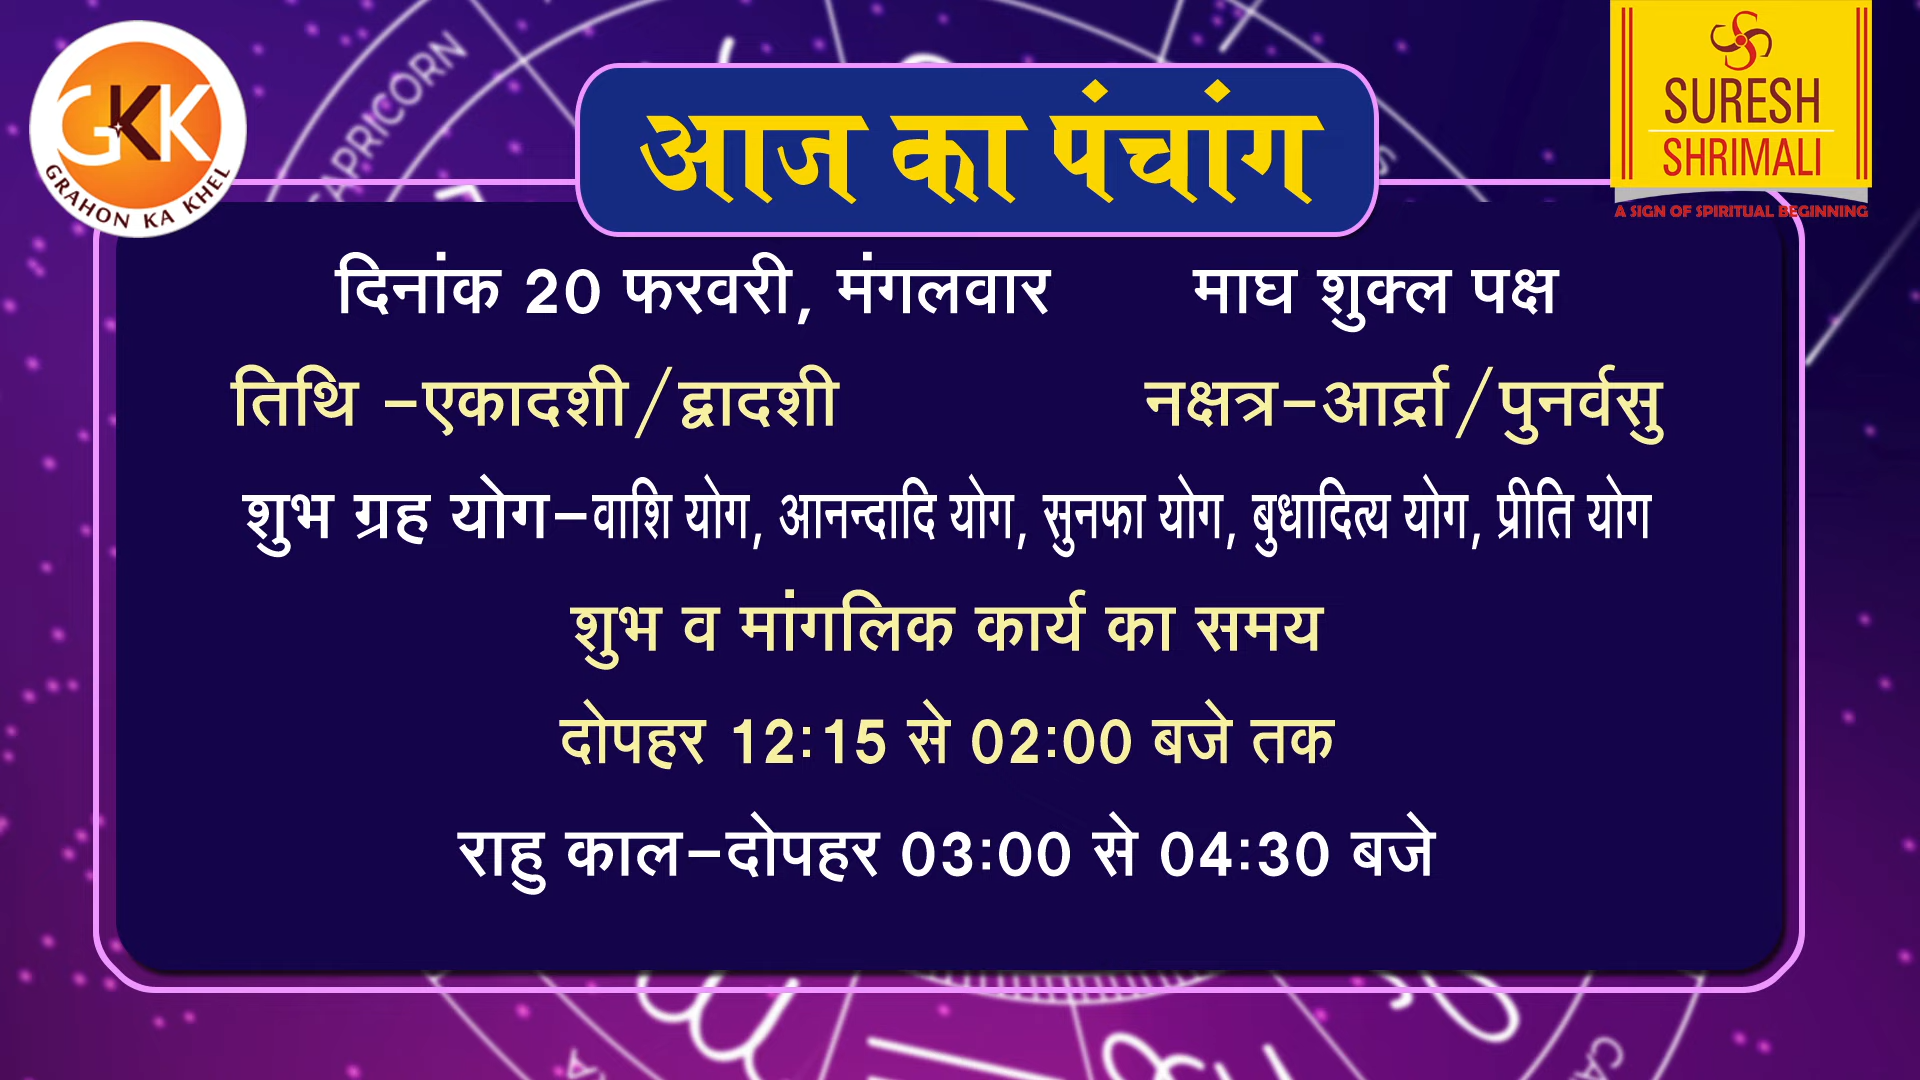 CAPRICORN
GKK
GRAHON KA KHEL
आज का पंचांग
SURESH
SHRIMALI
A SIGN OF SPIRITUAL BEGINNING
दिनांक 20 फरवरी, मंगलवार माघ शुक्ल पक्ष
तिथि -एकादशी/द्वादशी नक्षत्र-आर्द्रा/पुनर्वसु
शुभ ग्रह योग-वाशि योग, आनन्दादि योग, सुनफा योग, बुधादित्य योग, प्रीति योग
शुभ व मांगलिक कार्य का समय
दोपहर 12:15 से 02:00 बजे तक
राहु काल-दोपहर 03:00 से 04:30 बजे